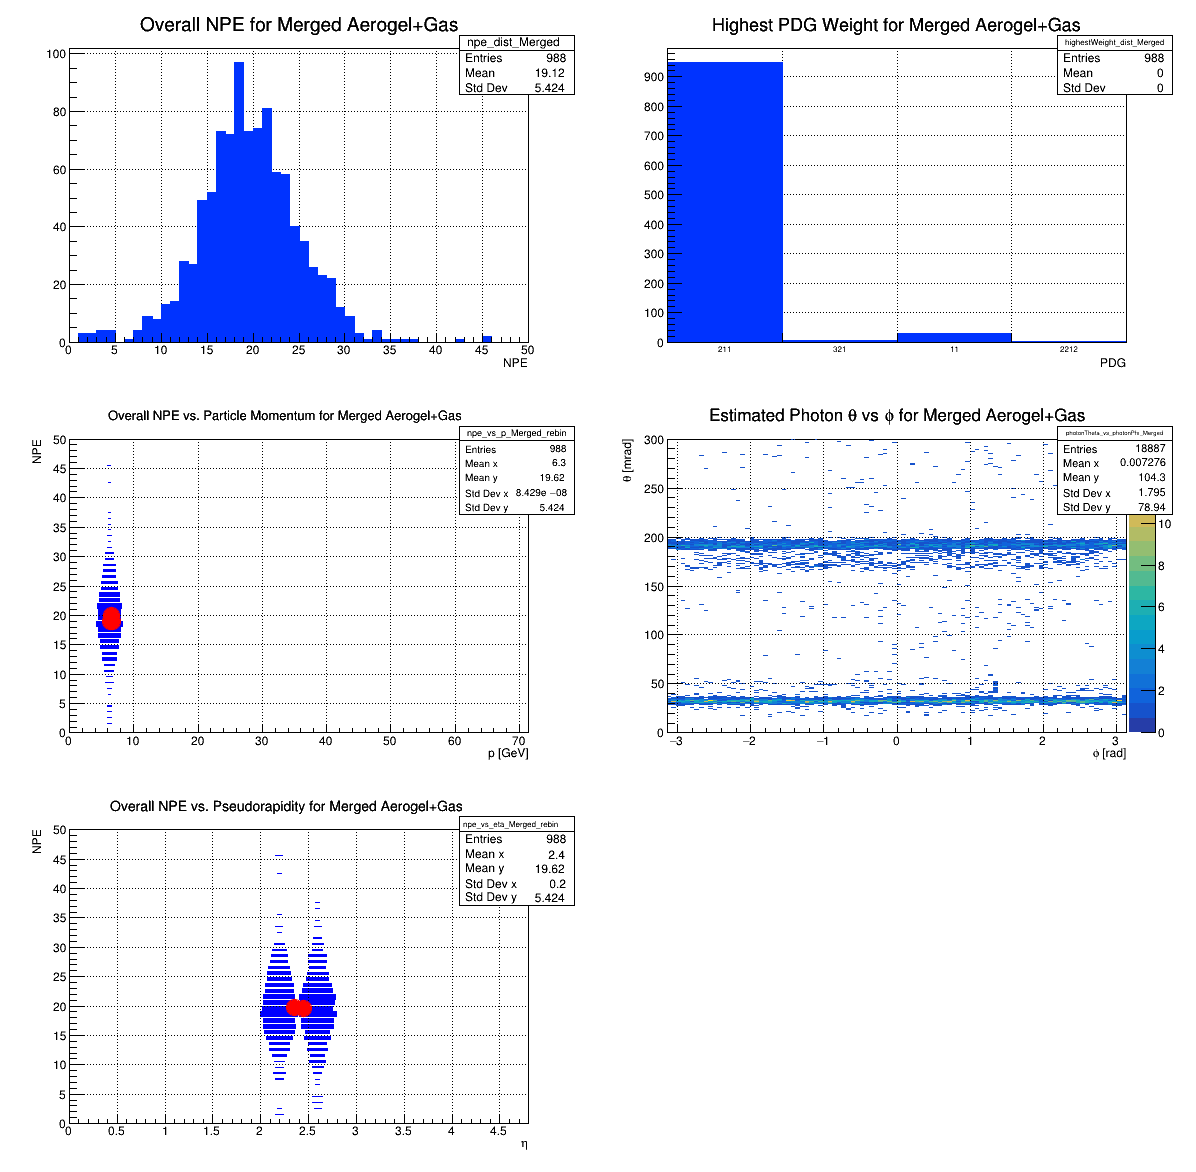 Overall NPE for Merged Aerogel+Gas
npe_dist_Merged
Entries 988
Mean 19.12
Std Dev 5.424
100
80
60
40
20
0
0 5 10 15 20 25 30 35 40 45 50
NPE
Highest PDG Weight for Merged Aerogel+Gas
highestWeight_dist_Merged
Entries 988
Mean 0
Std Dev 0
900
800
700
600
500
400
300
200
100
0
211 321 11 2212
PDG
Overall NPE vs. Particle Momentum for Merged Aerogel+Gas
npe_vs_p_Merged_rebin
Entries 988
Mean x 6.3
Mean y 19.62
Std Dev x 8.429e −08
Std Dev y 5.424
NPE
50
45
40
35
30
25
20
15
10
5
0
0 10 20 30 40 50 60 70
p [GeV]
Estimated Photon θ vs ϕ for Merged Aerogel+Gas
photonTheta_vs_photonPhi_Merged
Entries 18887
Mean x 0.007276
Mean y 104.3
Std Dev x 1.795
Std Dev y 78.94
θ [mrad]
300
250
200
150
100
50
0
−3 −2 −1 0 1 2 3
ϕ [rad]
10
8
6
4
2
0
Overall NPE vs. Pseudorapidity for Merged Aerogel+Gas
npe_vs_eta_Merged_rebin
Entries 988
Mean x 2.4
Mean y 19.62
Std Dev x 0.2
Std Dev y 5.424
NPE
50
45
40
35
30
25
20
15
10
5
0
0 0.5 1 1.5 2 2.5 3 3.5 4 4.5
η